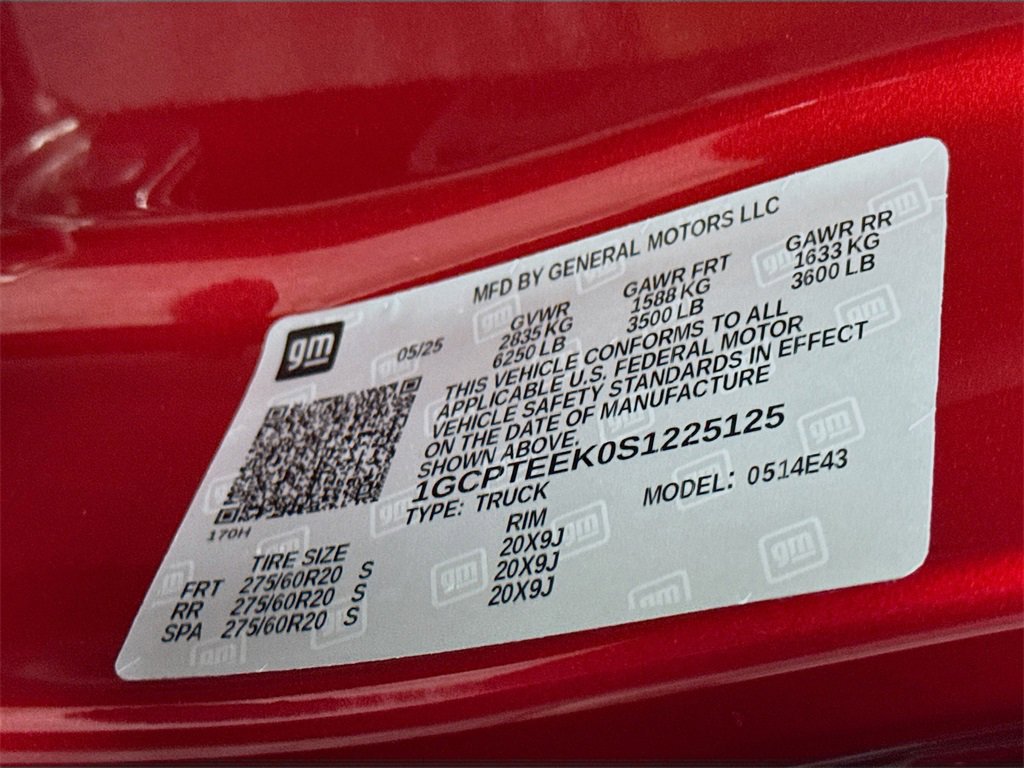 MFD BY GENERAL MOTORS LLC
gm
05/25
GVWR GAWR FRT GAWR RR
2835 KG 1588 KG 1633 KG
6250 LB 3500 LB 3600 LB
THIS VEHICLE CONFORMS TO ALL
APPLICABLE U.S. FEDERAL MOTOR
VEHICLE SAFETY STANDARDS IN EFFECT
ON THE DATE OF MANUFACTURE
SHOWN ABOVE.
1GCPTEEK0S1225125
TYPE: TRUCK MODEL: 0514E43
170H
TIRE SIZE RIM
FRT 275/60R20 S 20X9J
RR 275/60R20 S 20X9J
SPA 275/60R20 S 20X9J